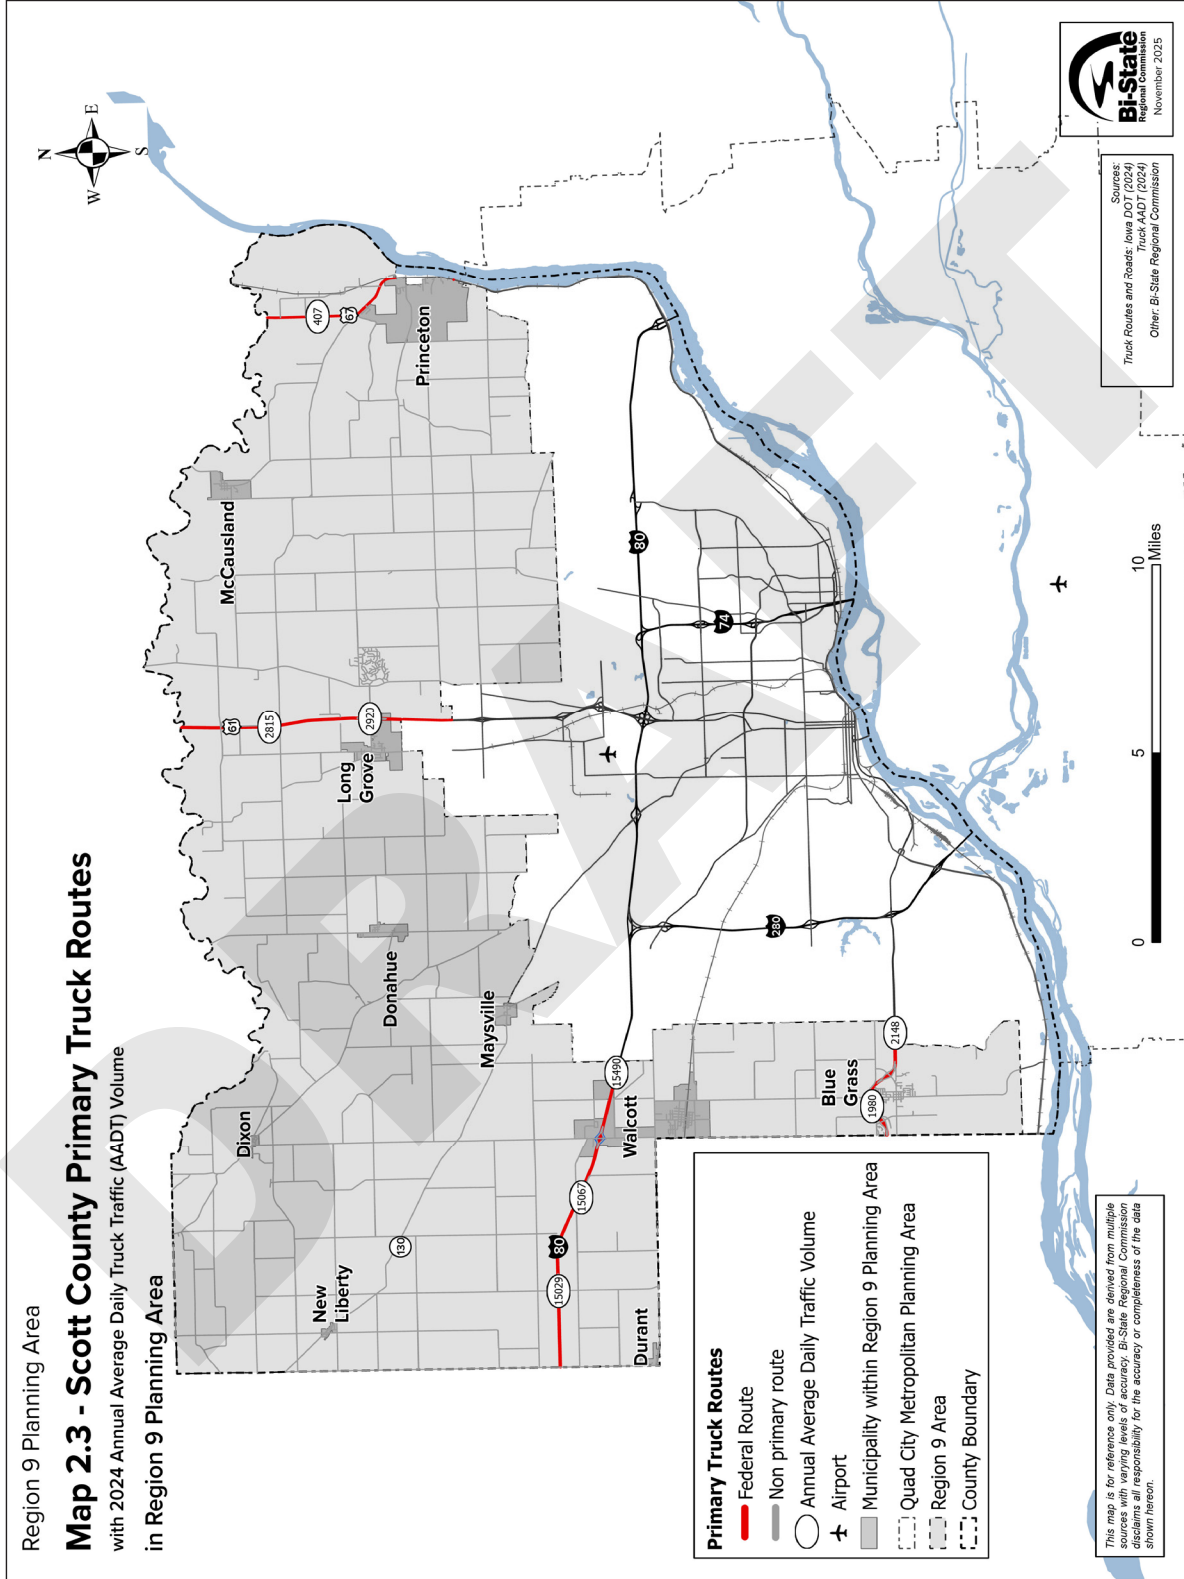 Region 9 Planning Area
Map 2.3 - Scott County Primary Truck Routes
with 2024 Annual Average Daily Truck Traffic (AADT) Volume
in Region 9 Planning Area
N
W
E
S
DRAFT
Dixon
New
Liberty
130
Donahue
Maysville
McCausland
Long
Grove
61
2815
2920
Princeton
407
67
Durant
15029
80
15067
Walcott
15490
Blue
Grass
1980
2148
280
80
74
Primary Truck Routes
Federal Route
Non primary route
Annual Average Daily Traffic Volume
Airport
Municipality within Region 9 Planning Area
Quad City Metropolitan Planning Area
Region 9 Area
County Boundary
0
5
10
Miles
This map is for reference only. Data provided are derived from multiple
sources with varying levels of accuracy. Bi-State Regional Commission
disclaims all responsibility for the accuracy or completeness of the data
shown hereon.
Sources:
Truck Routes and Roads: Iowa DOT (2024)
Truck AADT (2024)
Other: Bi-State Regional Commission
Bi-State
Regional Commission
November 2025